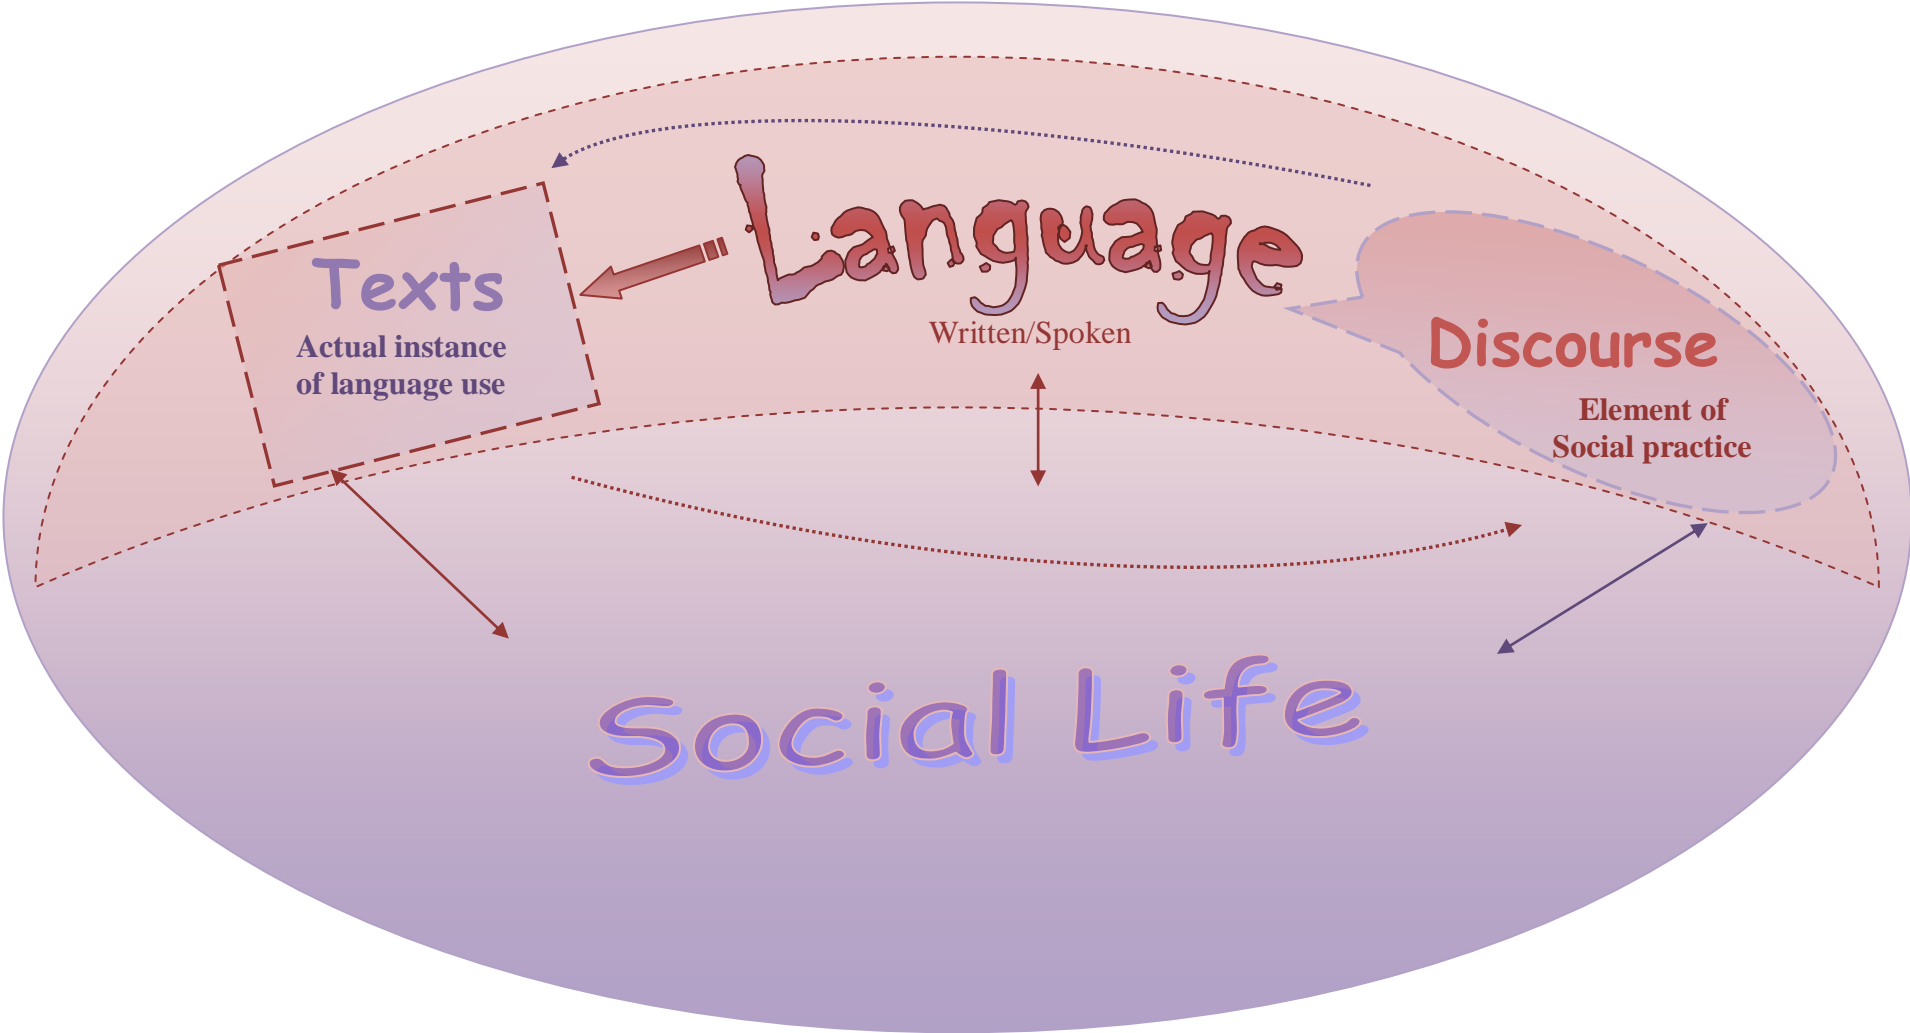 Language
Written/Spoken
Texts
Actual instance
of language use
Discourse
Element of
Social practice
Social Life